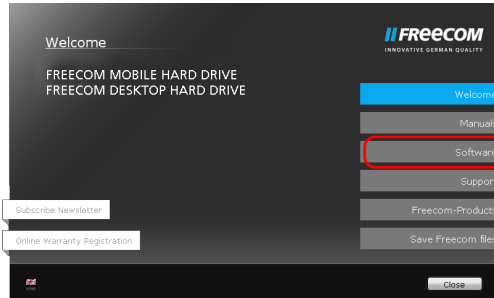 Welcome
FREECOM
INNOVATIVE GERMAN QUALITY
FREECOM MOBILE HARD DRIVE
FREECOM DESKTOP HARD DRIVE
Welcome
Manuals
Software
Suppor
Freecom-Products
Save Freecom files
Subscribe Newsletter
Online Warranty Registration
Close